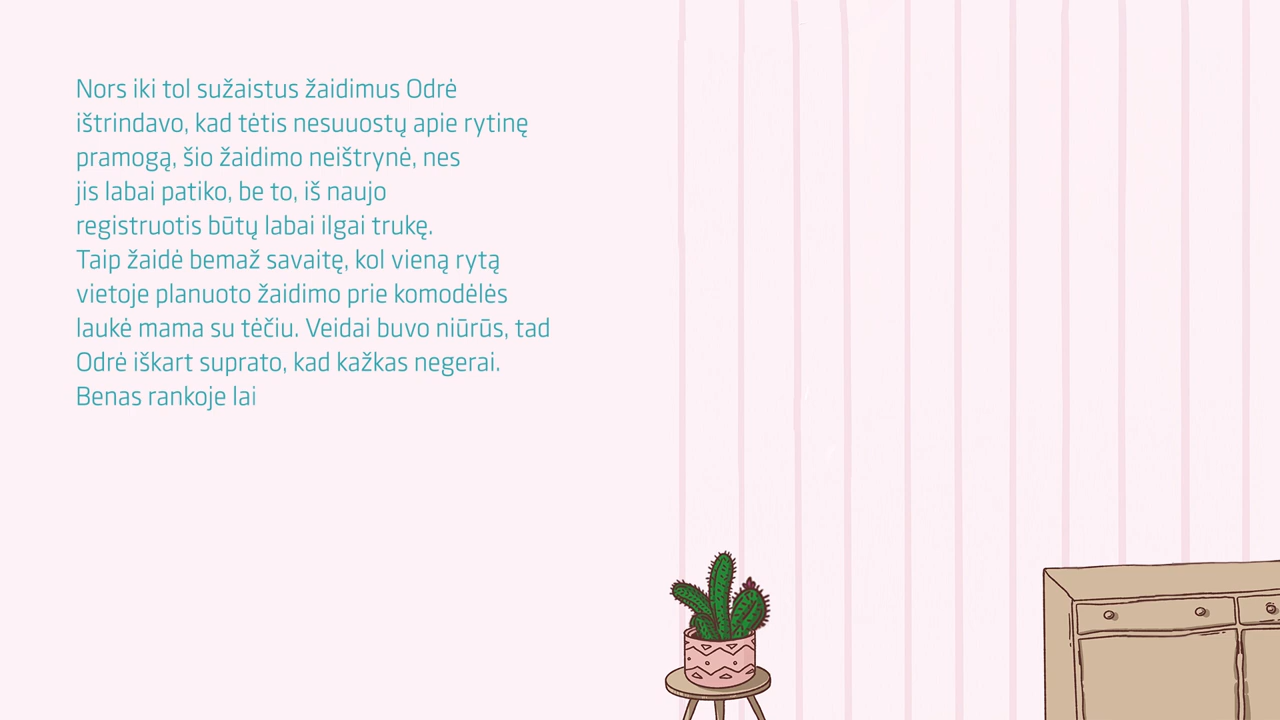 Nors iki tol sužaistus žaidimus Odrė
ištrindavo, kad tėtis nesuuostų apie rytinę
pramogą, šio žaidimo neištrynė, nes
jis labai patiko, be to, iš naujo
registruotis būtų labai ilgai trukę.
Taip žaidė bemaž savaitę, kol vieną rytą
vietoje planuoto žaidimo prie komodėlės
laukė mama su tėčiu. Veidai buvo niūrūs, tad
Odrė iškart suprato, kad kažkas negerai.
Benas rankoje lai